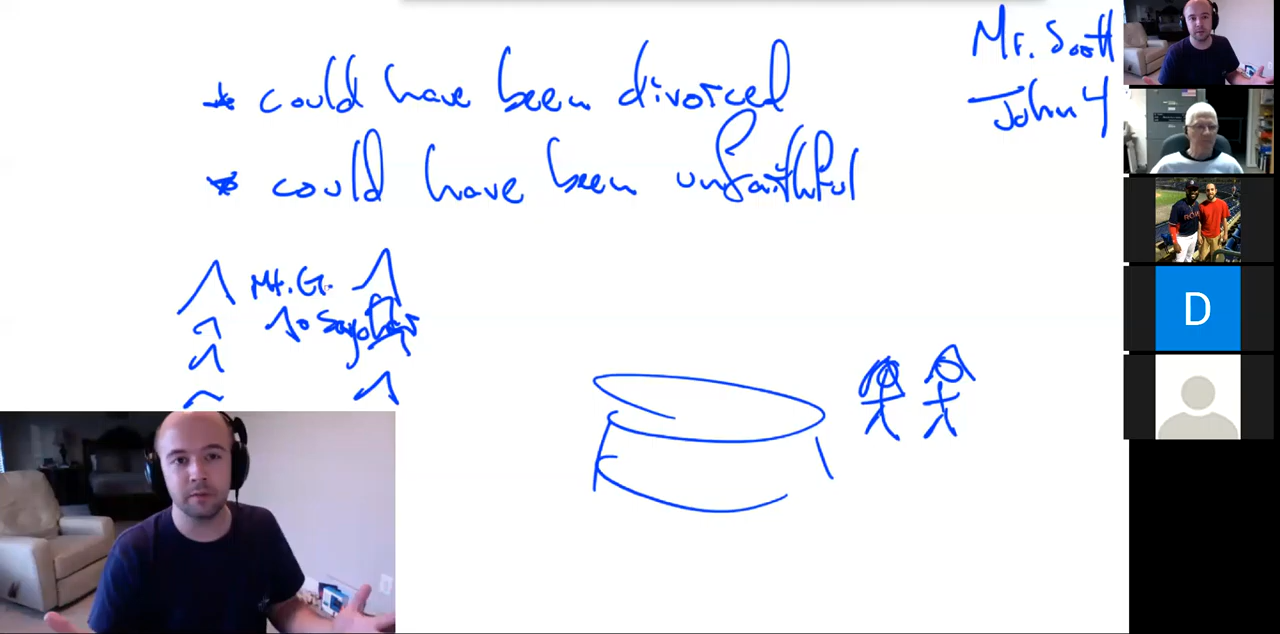 Mr. Scott
John 4
* could have been divorced
* could have been unfaithful
Mt. G.
D